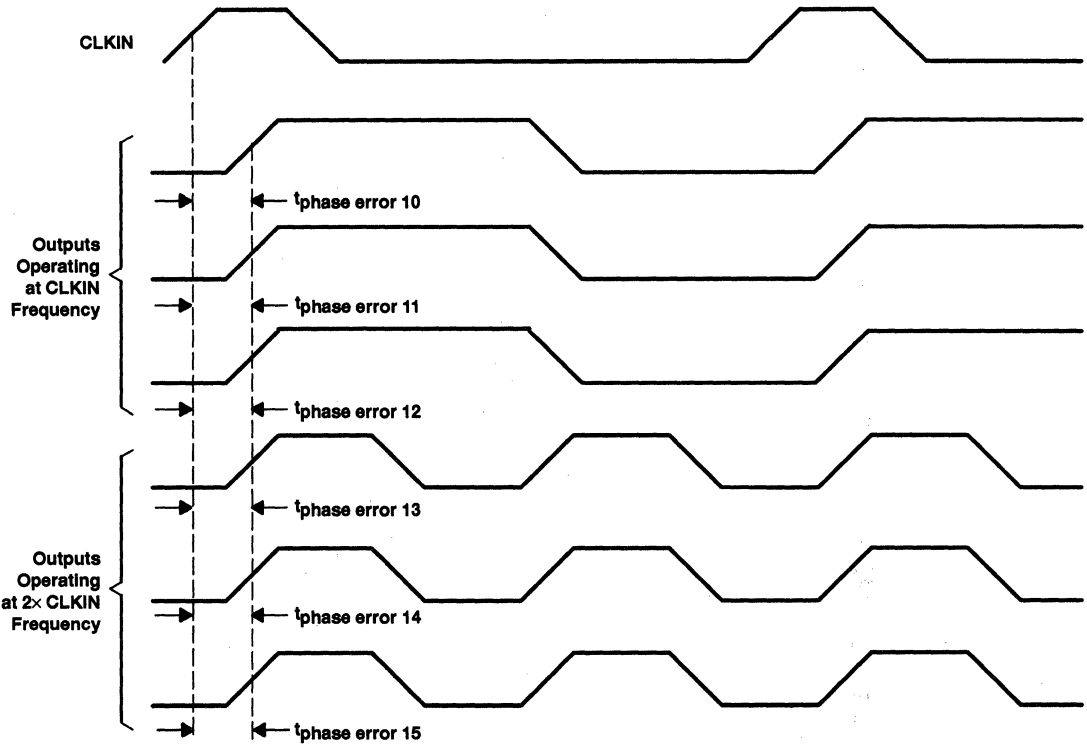 CLKIN
Outputs
Operating
at CLKIN
Frequency
tphase error 10
tphase error 11
tphase error 12
Outputs
Operating
at 2× CLKIN
Frequency
tphase error 13
tphase error 14
tphase error 15